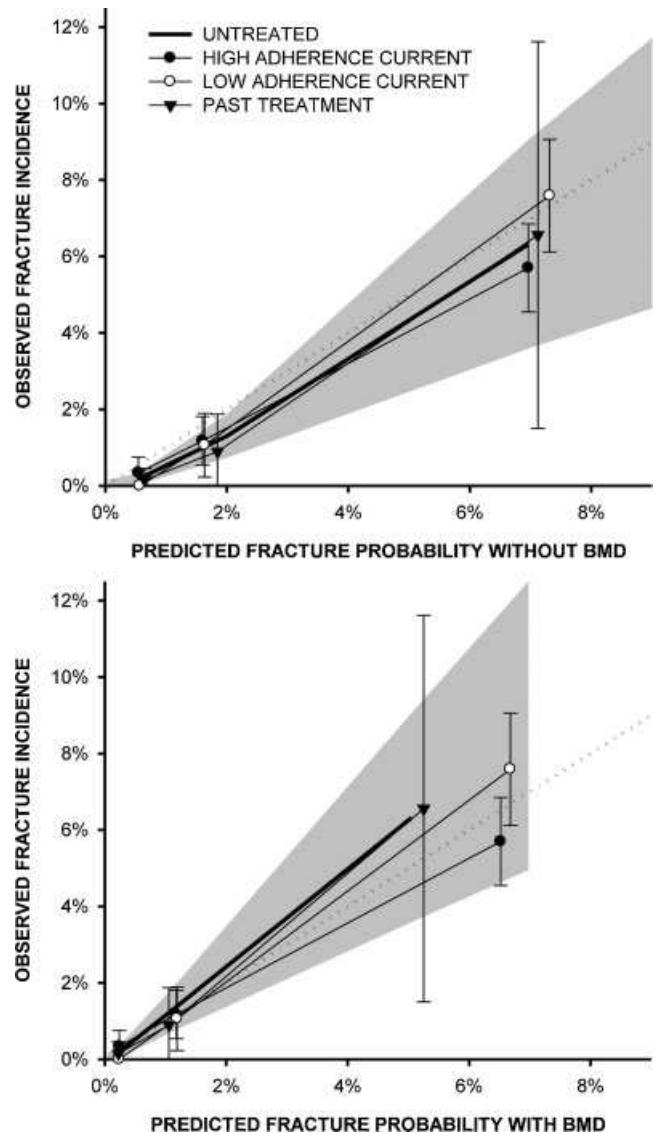 12%
10%
8%
6%
4%
2%
0%
OBSERVED FRACTURE INCIDENCE
UNTREATED
HIGH ADHERENCE CURRENT
LOW ADHERENCE CURRENT
PAST TREATMENT
0% 2% 4% 6% 8%
PREDICTED FRACTURE PROBABILITY WITHOUT BMD
12%
10%
8%
6%
4%
2%
0%
OBSERVED FRACTURE INCIDENCE
0% 2% 4% 6% 8%
PREDICTED FRACTURE PROBABILITY WITH BMD